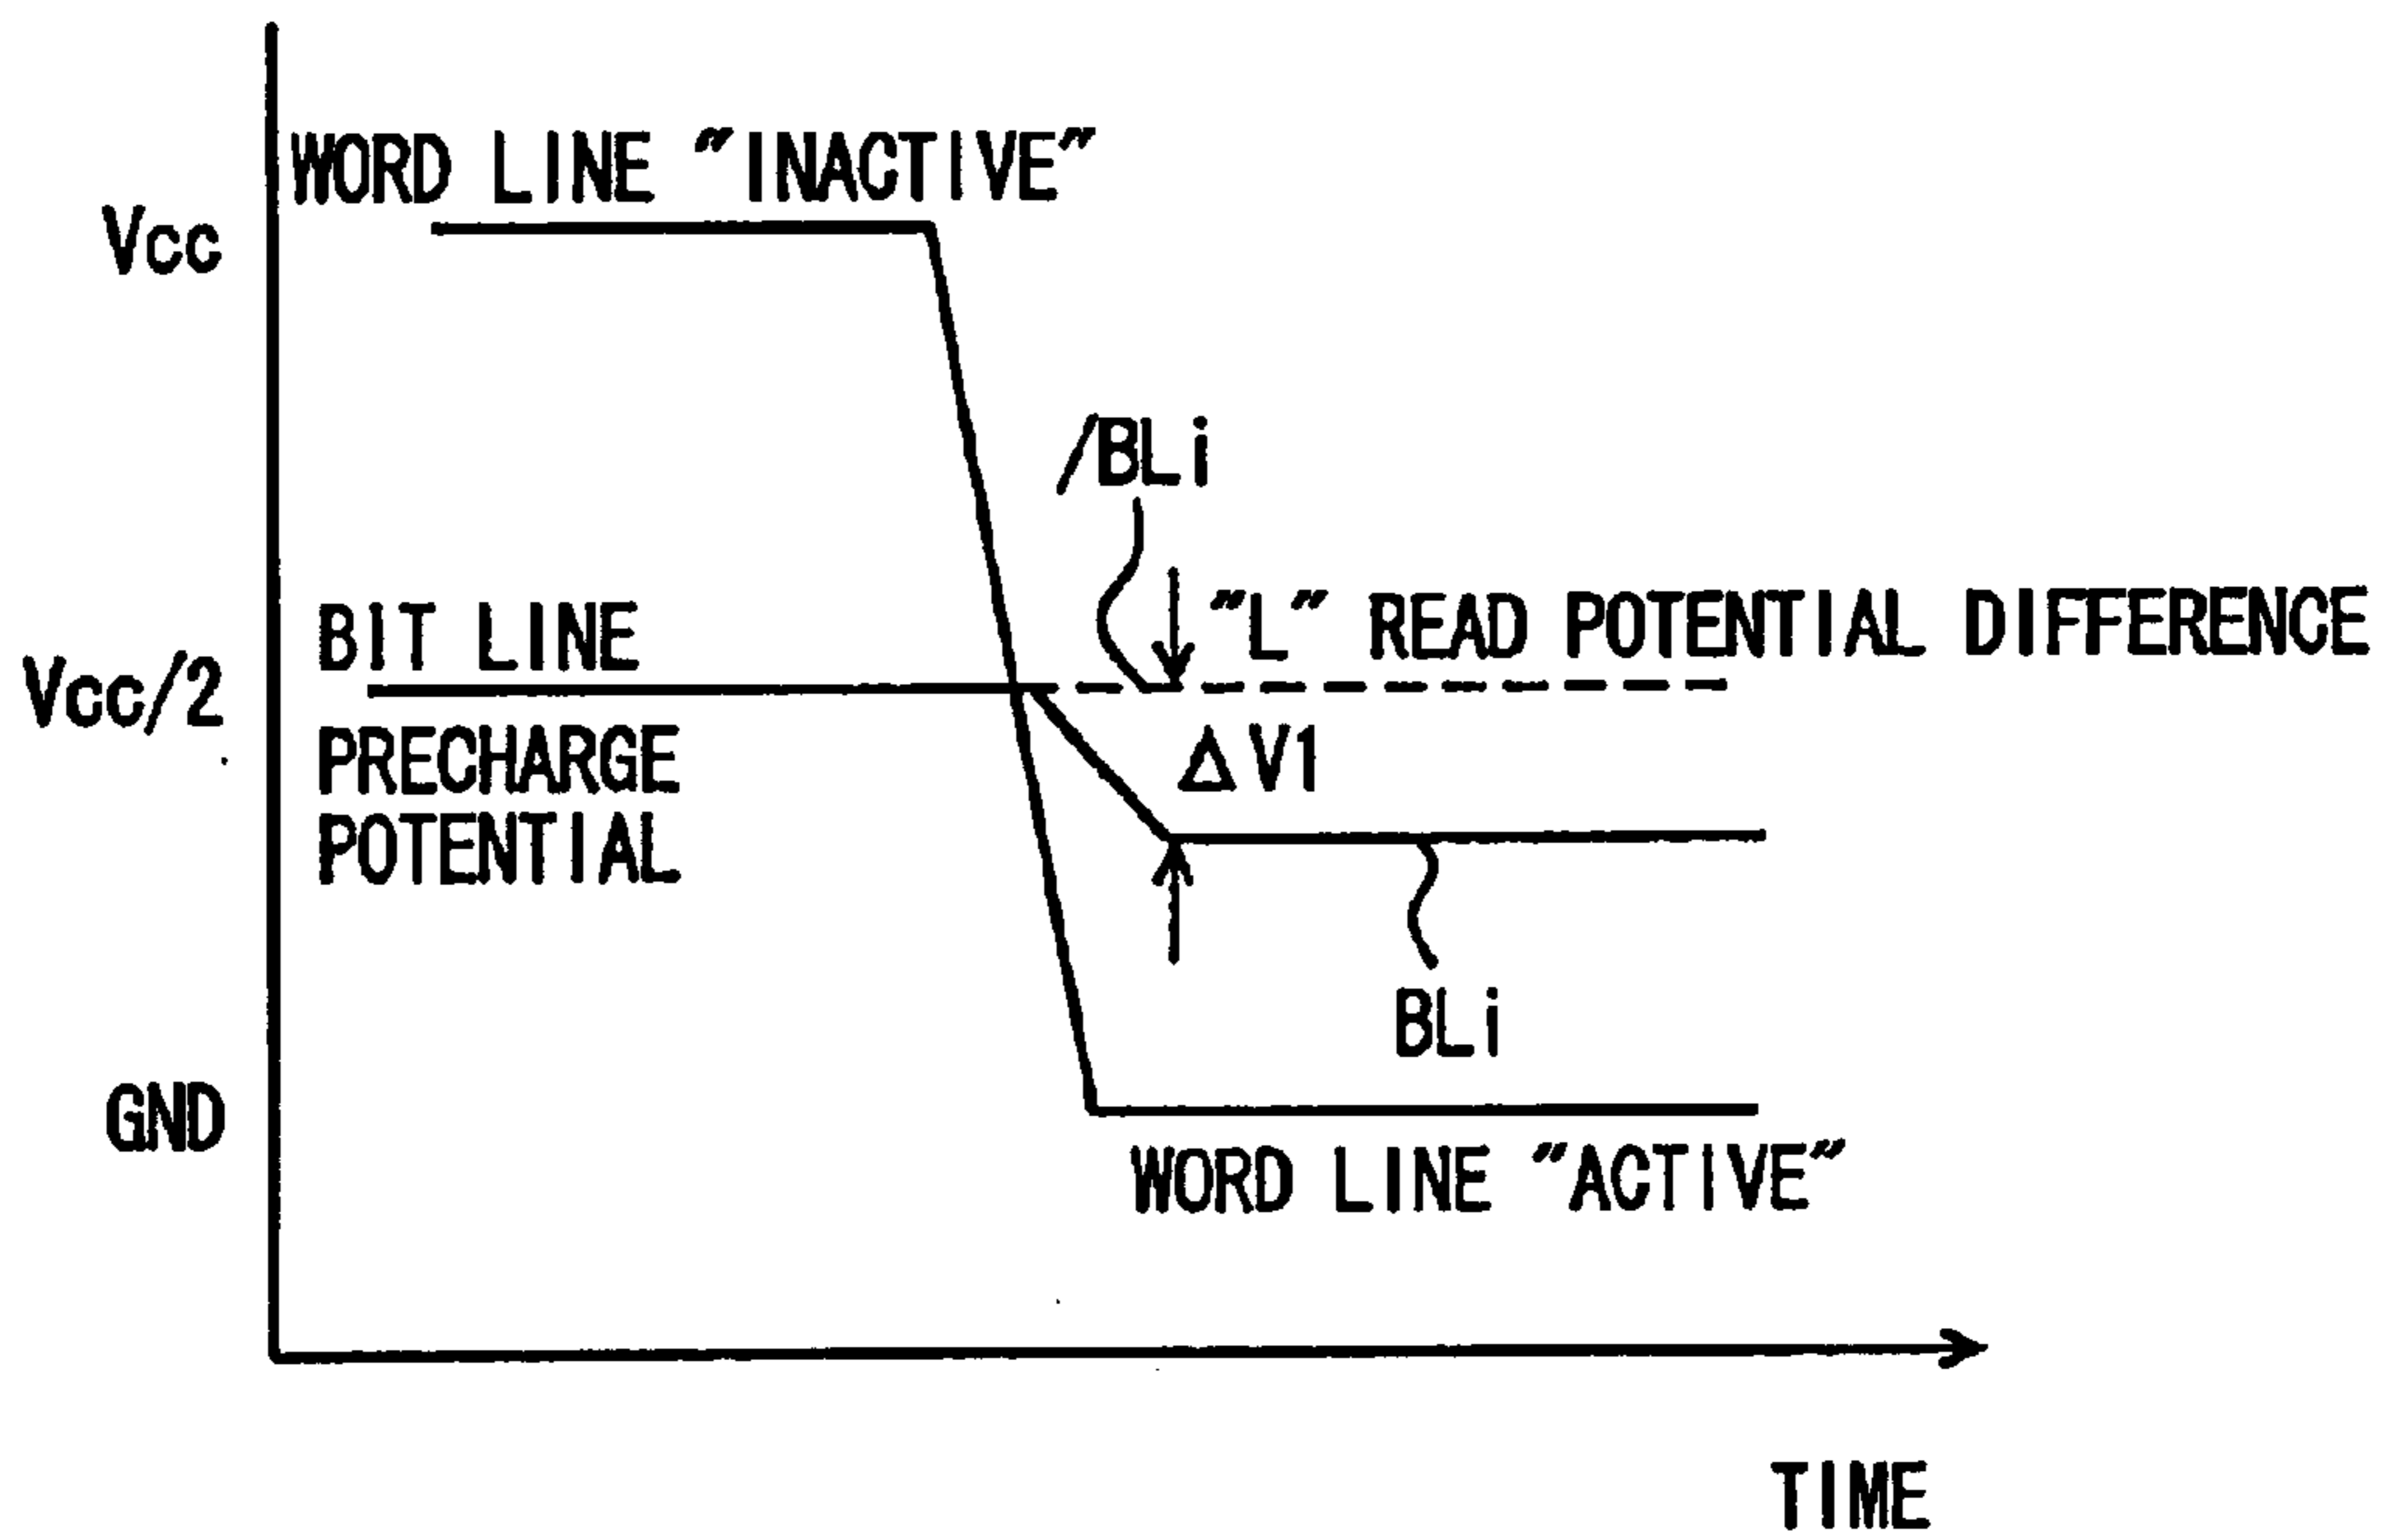 WORD LINE "INACTIVE"
Vcc
/BLi
"L" READ POTENTIAL DIFFERENCE
BIT LINE
Vcc/2
PRECHARGE
POTENTIAL
ΔV1
BLi
GND
WORD LINE "ACTIVE"
TIME